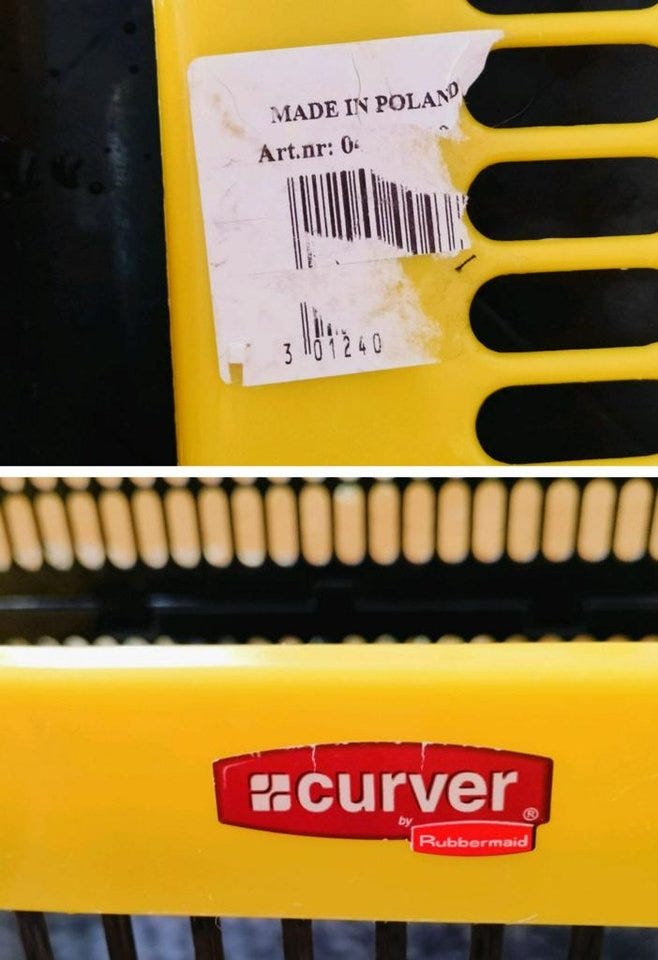 MADE IN POLAND
Art.nr: 0
3 01240
curver®
by
Rubbermaid